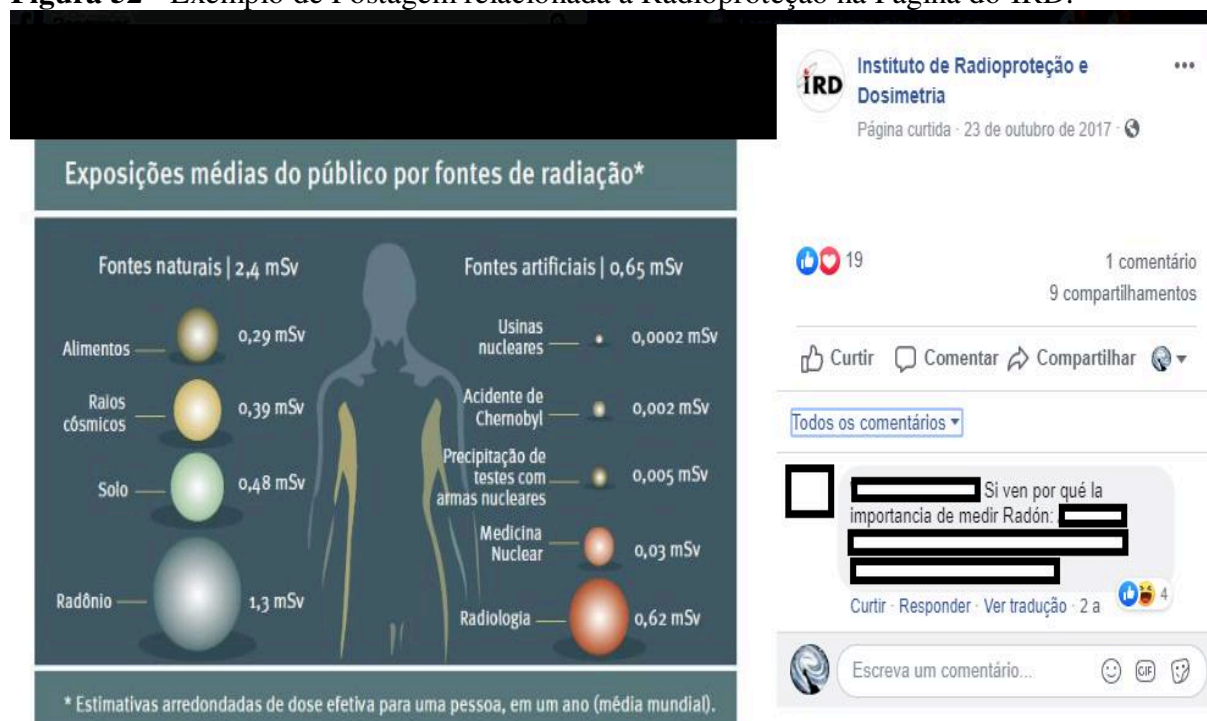 Figura 32 - Exemplo de Postagem relacionada à Radioproteção na Página do IRD.
Exposições médias do público por fontes de radiação*
Fontes naturais | 2,4 mSv
Alimentos
0,29 mSv
Raios
cósmicos
0,39 mSv
Solo
0,48 mSv
Radônio
1,3 mSv
Fontes artificiais | 0,65 mSv
Usinas
nucleares
0,0002 mSv
Acidente de
Chernobyl
0,002 mSv
Precipitação de
testes com
armas nucleares
0,005 mSv
Medicina
Nuclear
0,03 mSv
Radiologia
0,62 mSv
* Estimativas arredondadas de dose efetiva para uma pessoa, em um ano (média mundial).
IRD
Instituto de Radioproteção e
Dosimetria
Página curtida · 23 de outubro de 2017 ·
19
1 comentário
9 compartilhamentos
Curtir Comentar Compartilhar
Todos os comentários
Si ven por qué la
importancia de medir Radón:
4
Curtir · Responder · Ver tradução · 2 a
Escreva um comentário...
GIF